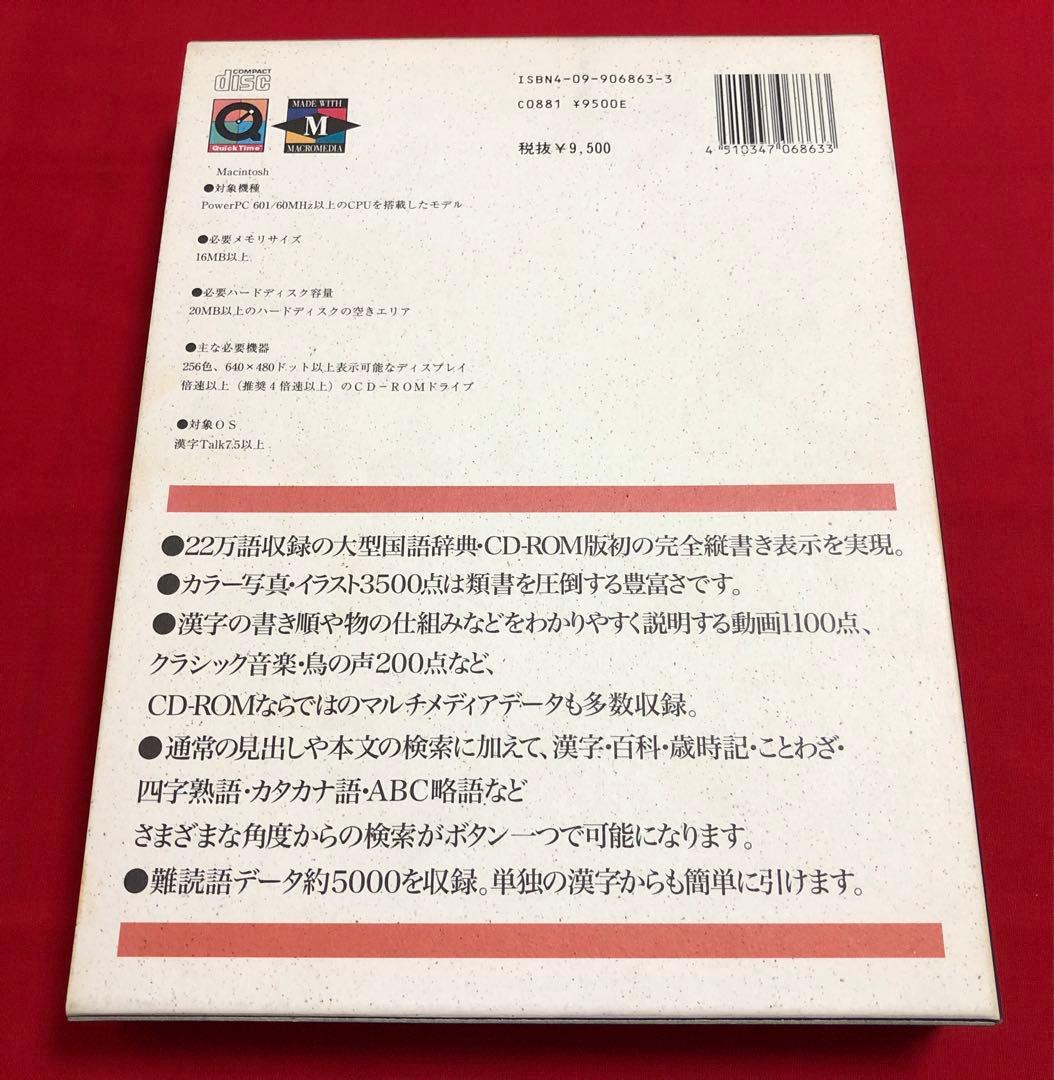 COMPACT
disc
QuickTime
MADE WITH
M
MACROMEDIA
ISBN4-09-906863-3
C0881 ¥9500E
税抜¥9,500
4 510347 068633
Macintosh
●対象機種
PowerPC 601/60MHz以上のCPUを搭載したモデル
●必要メモリサイズ
16MB以上
●必要ハードディスク容量
20MB以上のハードディスクの空きエリア
●主な必要機器
256色、640×480ドット以上表示可能なディスプレイ
倍速以上（推奨4倍速以上）のCD-ROMドライブ
●対象OS
漢字Talk7.5以上
●22万語収録の大型国語辞典・CD-ROM版初の完全縦書き表示を実現。
●カラー写真・イラスト3500点は類書を圧倒する豊富さです。
●漢字の書き順や物の仕組みなどをわかりやすく説明する動画1100点、
クラシック音楽・鳥の声200点など、
CD-ROMならではのマルチメディアデータも多数収録。
●通常の見出しや本文の検索に加えて、漢字・百科・歳時記・ことわざ・
四字熟語・カタカナ語・ABC略語など
さまざまな角度からの検索がボタン一つで可能になります。
●難読語データ約5000を収録。単独の漢字からも簡単に引けます。